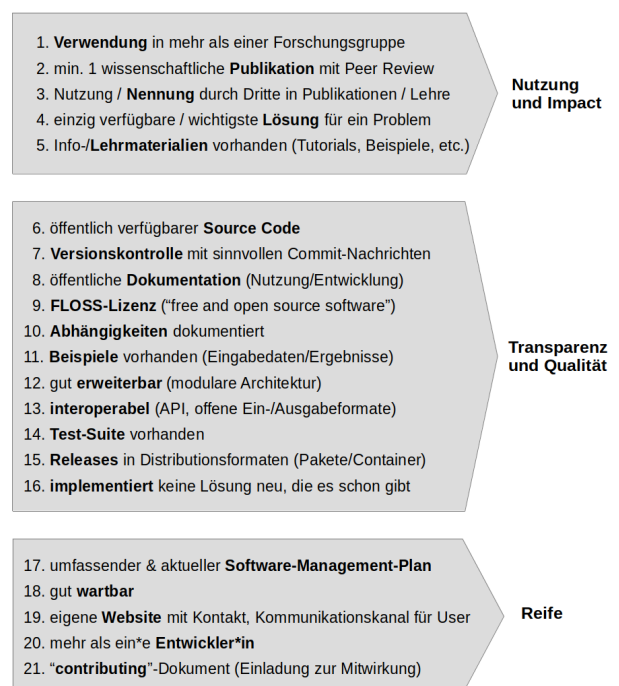 1. Verwendung in mehr als einer Forschungsgruppe
2. min. 1 wissenschaftliche Publikation mit Peer Review
3. Nutzung / Nennung durch Dritte in Publikationen / Lehre
4. einzig verfügbare / wichtigste Lösung für ein Problem
5. Info-/Lehrmaterialien vorhanden (Tutorials, Beispiele, etc.)
Nutzung
und Impact
6. öffentlich verfügbarer Source Code
7. Versionskontrolle mit sinnvollen Commit-Nachrichten
8. öffentliche Dokumentation (Nutzung/Entwicklung)
9. FLOSS-Lizenz (“free and open source software”)
10. Abhängigkeiten dokumentiert
11. Beispiele vorhanden (Eingabedaten/Ergebnisse)
12. gut erweiterbar (modulare Architektur)
13. interoperabel (API, offene Ein-/Ausgabeformate)
14. Test-Suite vorhanden
15. Releases in Distributionsformaten (Pakete/Container)
16. implementiert keine Lösung neu, die es schon gibt
Transparenz
und Qualität
17. umfassender & aktueller Software-Management-Plan
18. gut wartbar
19. eigene Website mit Kontakt, Kommunikationskanal für User
20. mehr als ein*e Entwickler*in
21. “contributing”-Dokument (Einladung zur Mitwirkung)
Reife